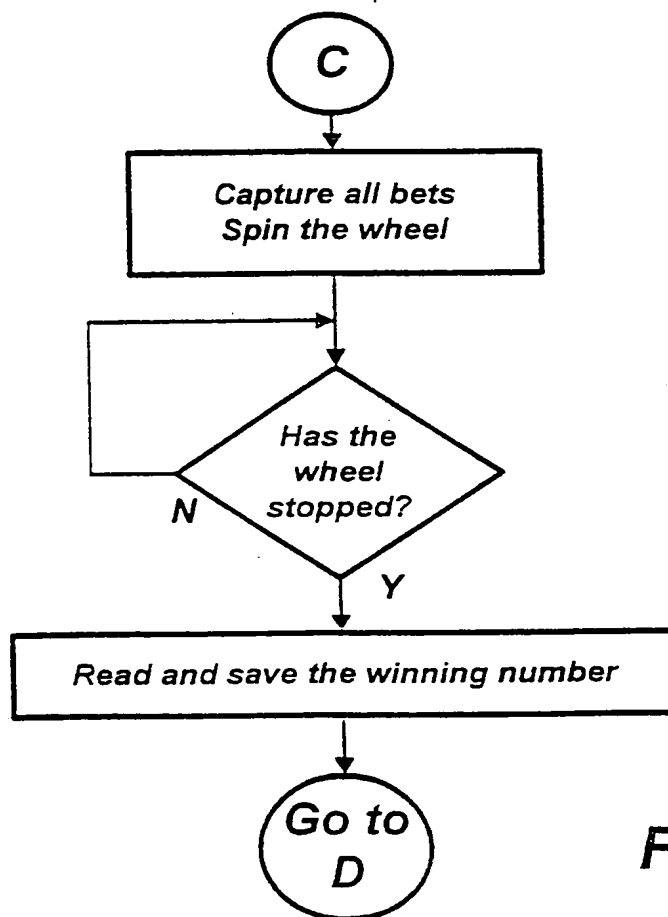 C
Capture all bets
Spin the wheel
Has the
wheel
stopped?
N
Y
Read and save the winning number
Go to
D
F